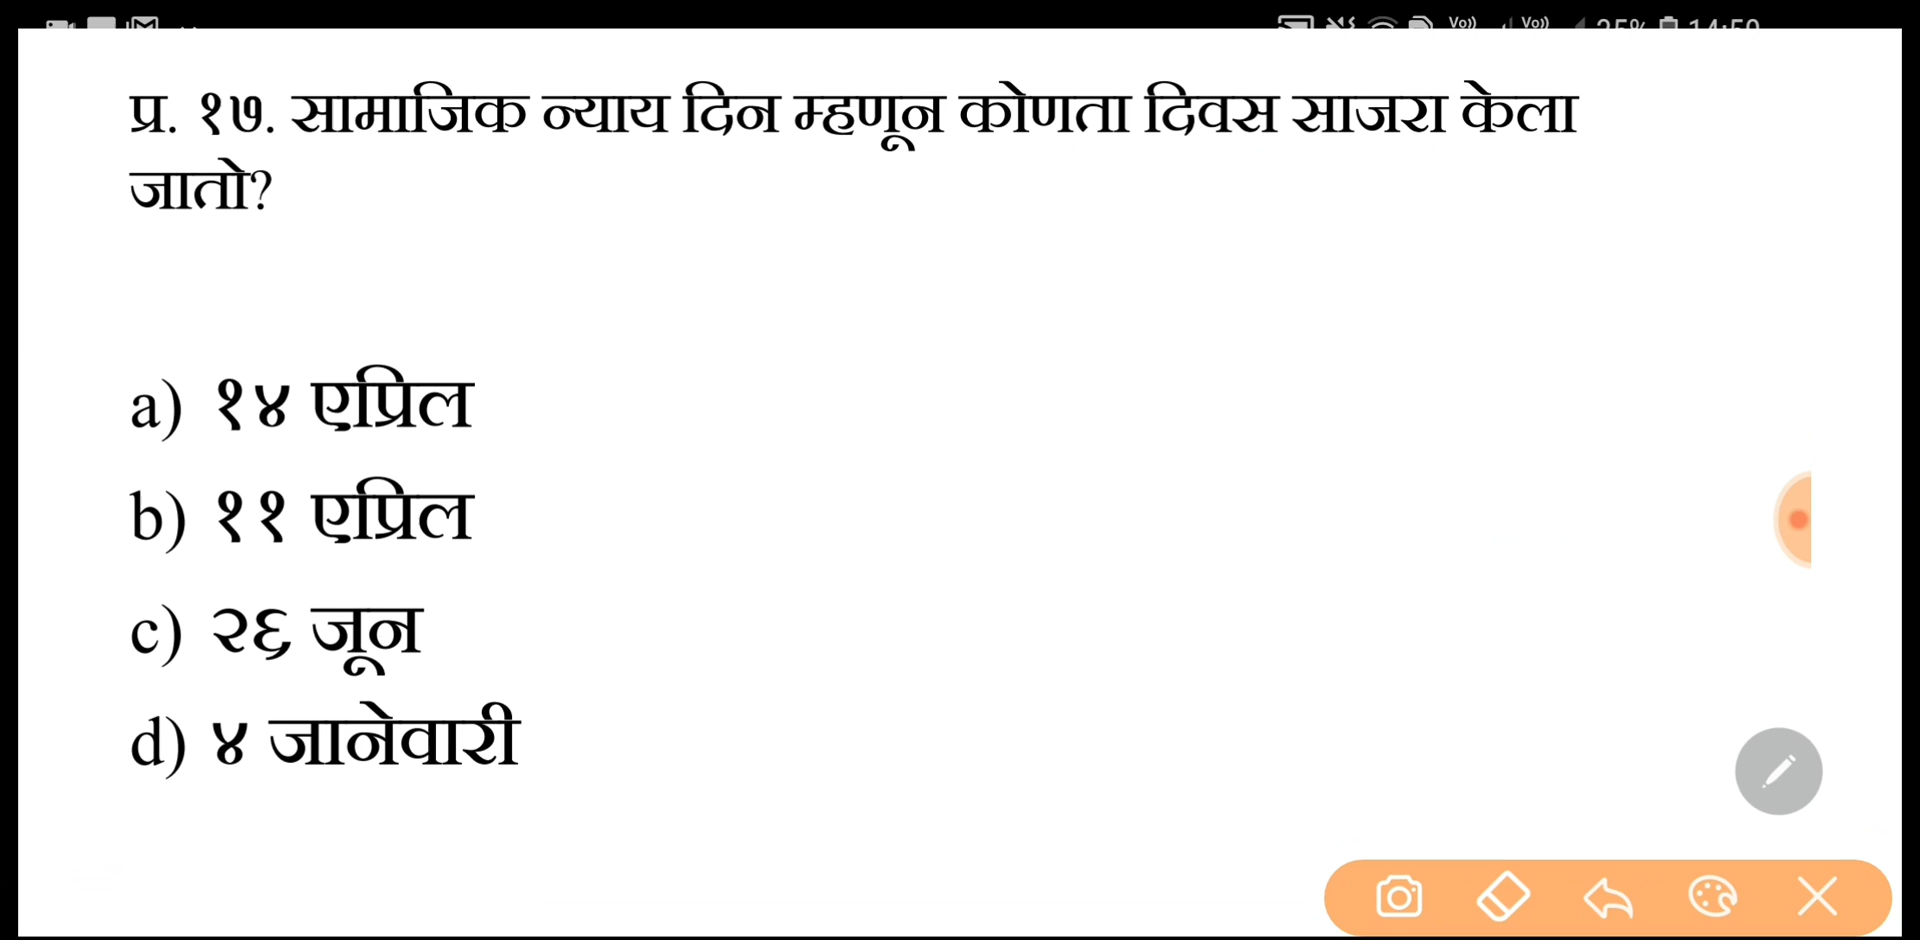 प्र. १७. सामाजिक न्याय दिन म्हणून कोणता दिवस साजरा केला
जातो?
a) १४ एप्रिल
b) ११ एप्रिल
c) २६ जून
d) ४ जानेवारी